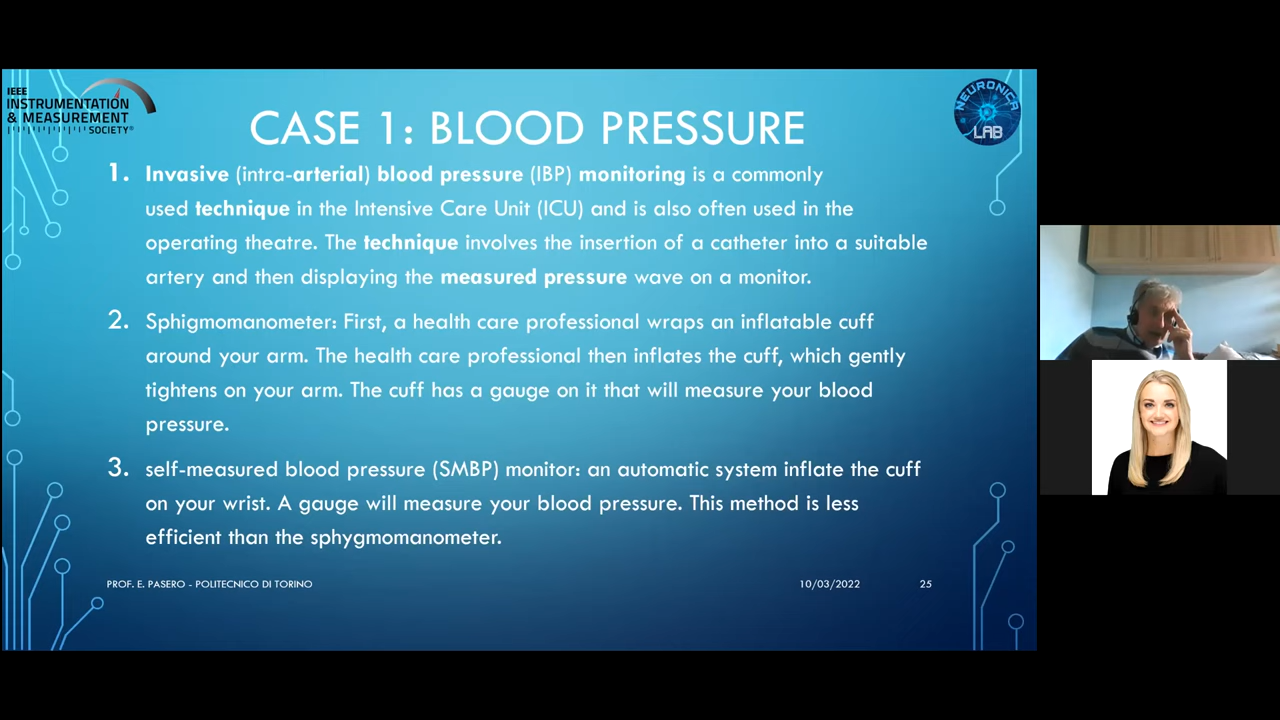 IEEE
INSTRUMENTATION
& MEASUREMENT
SOCIETY®
NEURONICA
LAB
CASE 1: BLOOD PRESSURE
1. Invasive (intra-arterial) blood pressure (IBP) monitoring is a commonly
used technique in the Intensive Care Unit (ICU) and is also often used in the
operating theatre. The technique involves the insertion of a catheter into a suitable
artery and then displaying the measured pressure wave on a monitor.
2. Sphigmomanometer: First, a health care professional wraps an inflatable cuff
around your arm. The health care professional then inflates the cuff, which gently
tightens on your arm. The cuff has a gauge on it that will measure your blood
pressure.
3. self-measured blood pressure (SMBP) monitor: an automatic system inflate the cuff
on your wrist. A gauge will measure your blood pressure. This method is less
efficient than the sphygmomanometer.
PROF. E. PASERO - POLITECNICO DI TORINO
10/03/2022
25